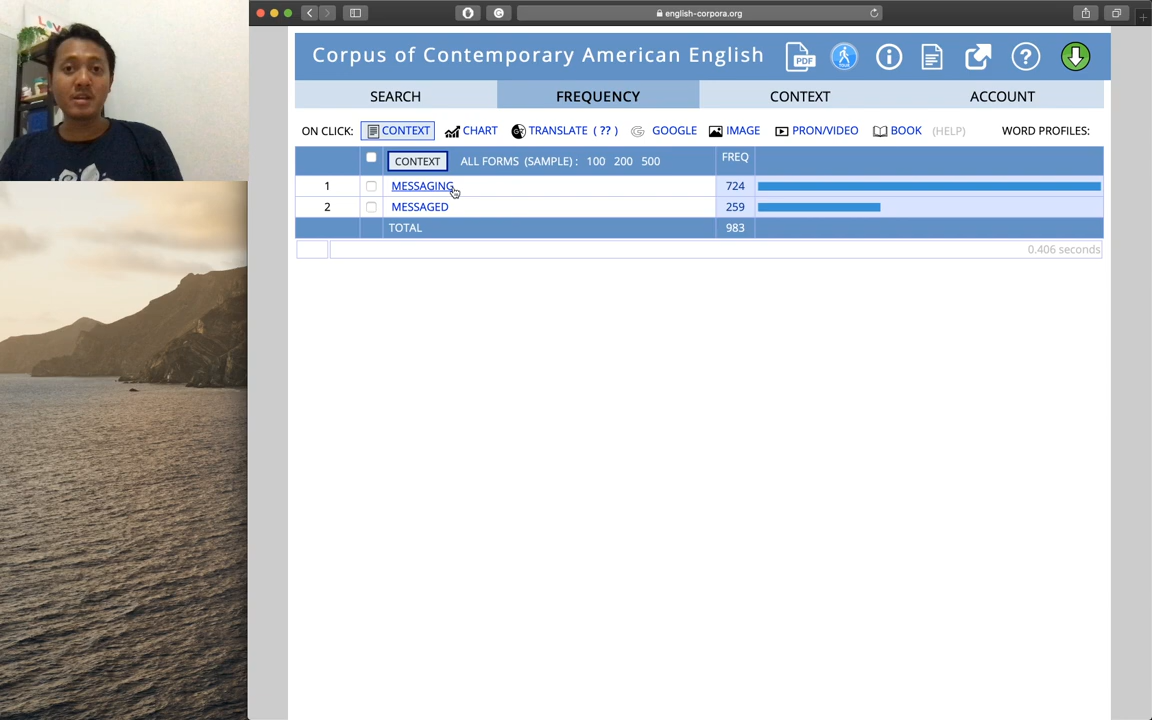 english-corpora.org
Corpus of Contemporary American English
PDF
SEARCH FREQUENCY CONTEXT ACCOUNT
ON CLICK: CONTEXT CHART TRANSLATE ( ?? ) GOOGLE IMAGE PRON/VIDEO BOOK (HELP) WORD PROFILES:
CONTEXT ALL FORMS (SAMPLE) : 100 200 500 FREQ
1 MESSAGING 724
2 MESSAGED 259
TOTAL 983
0.406 seconds